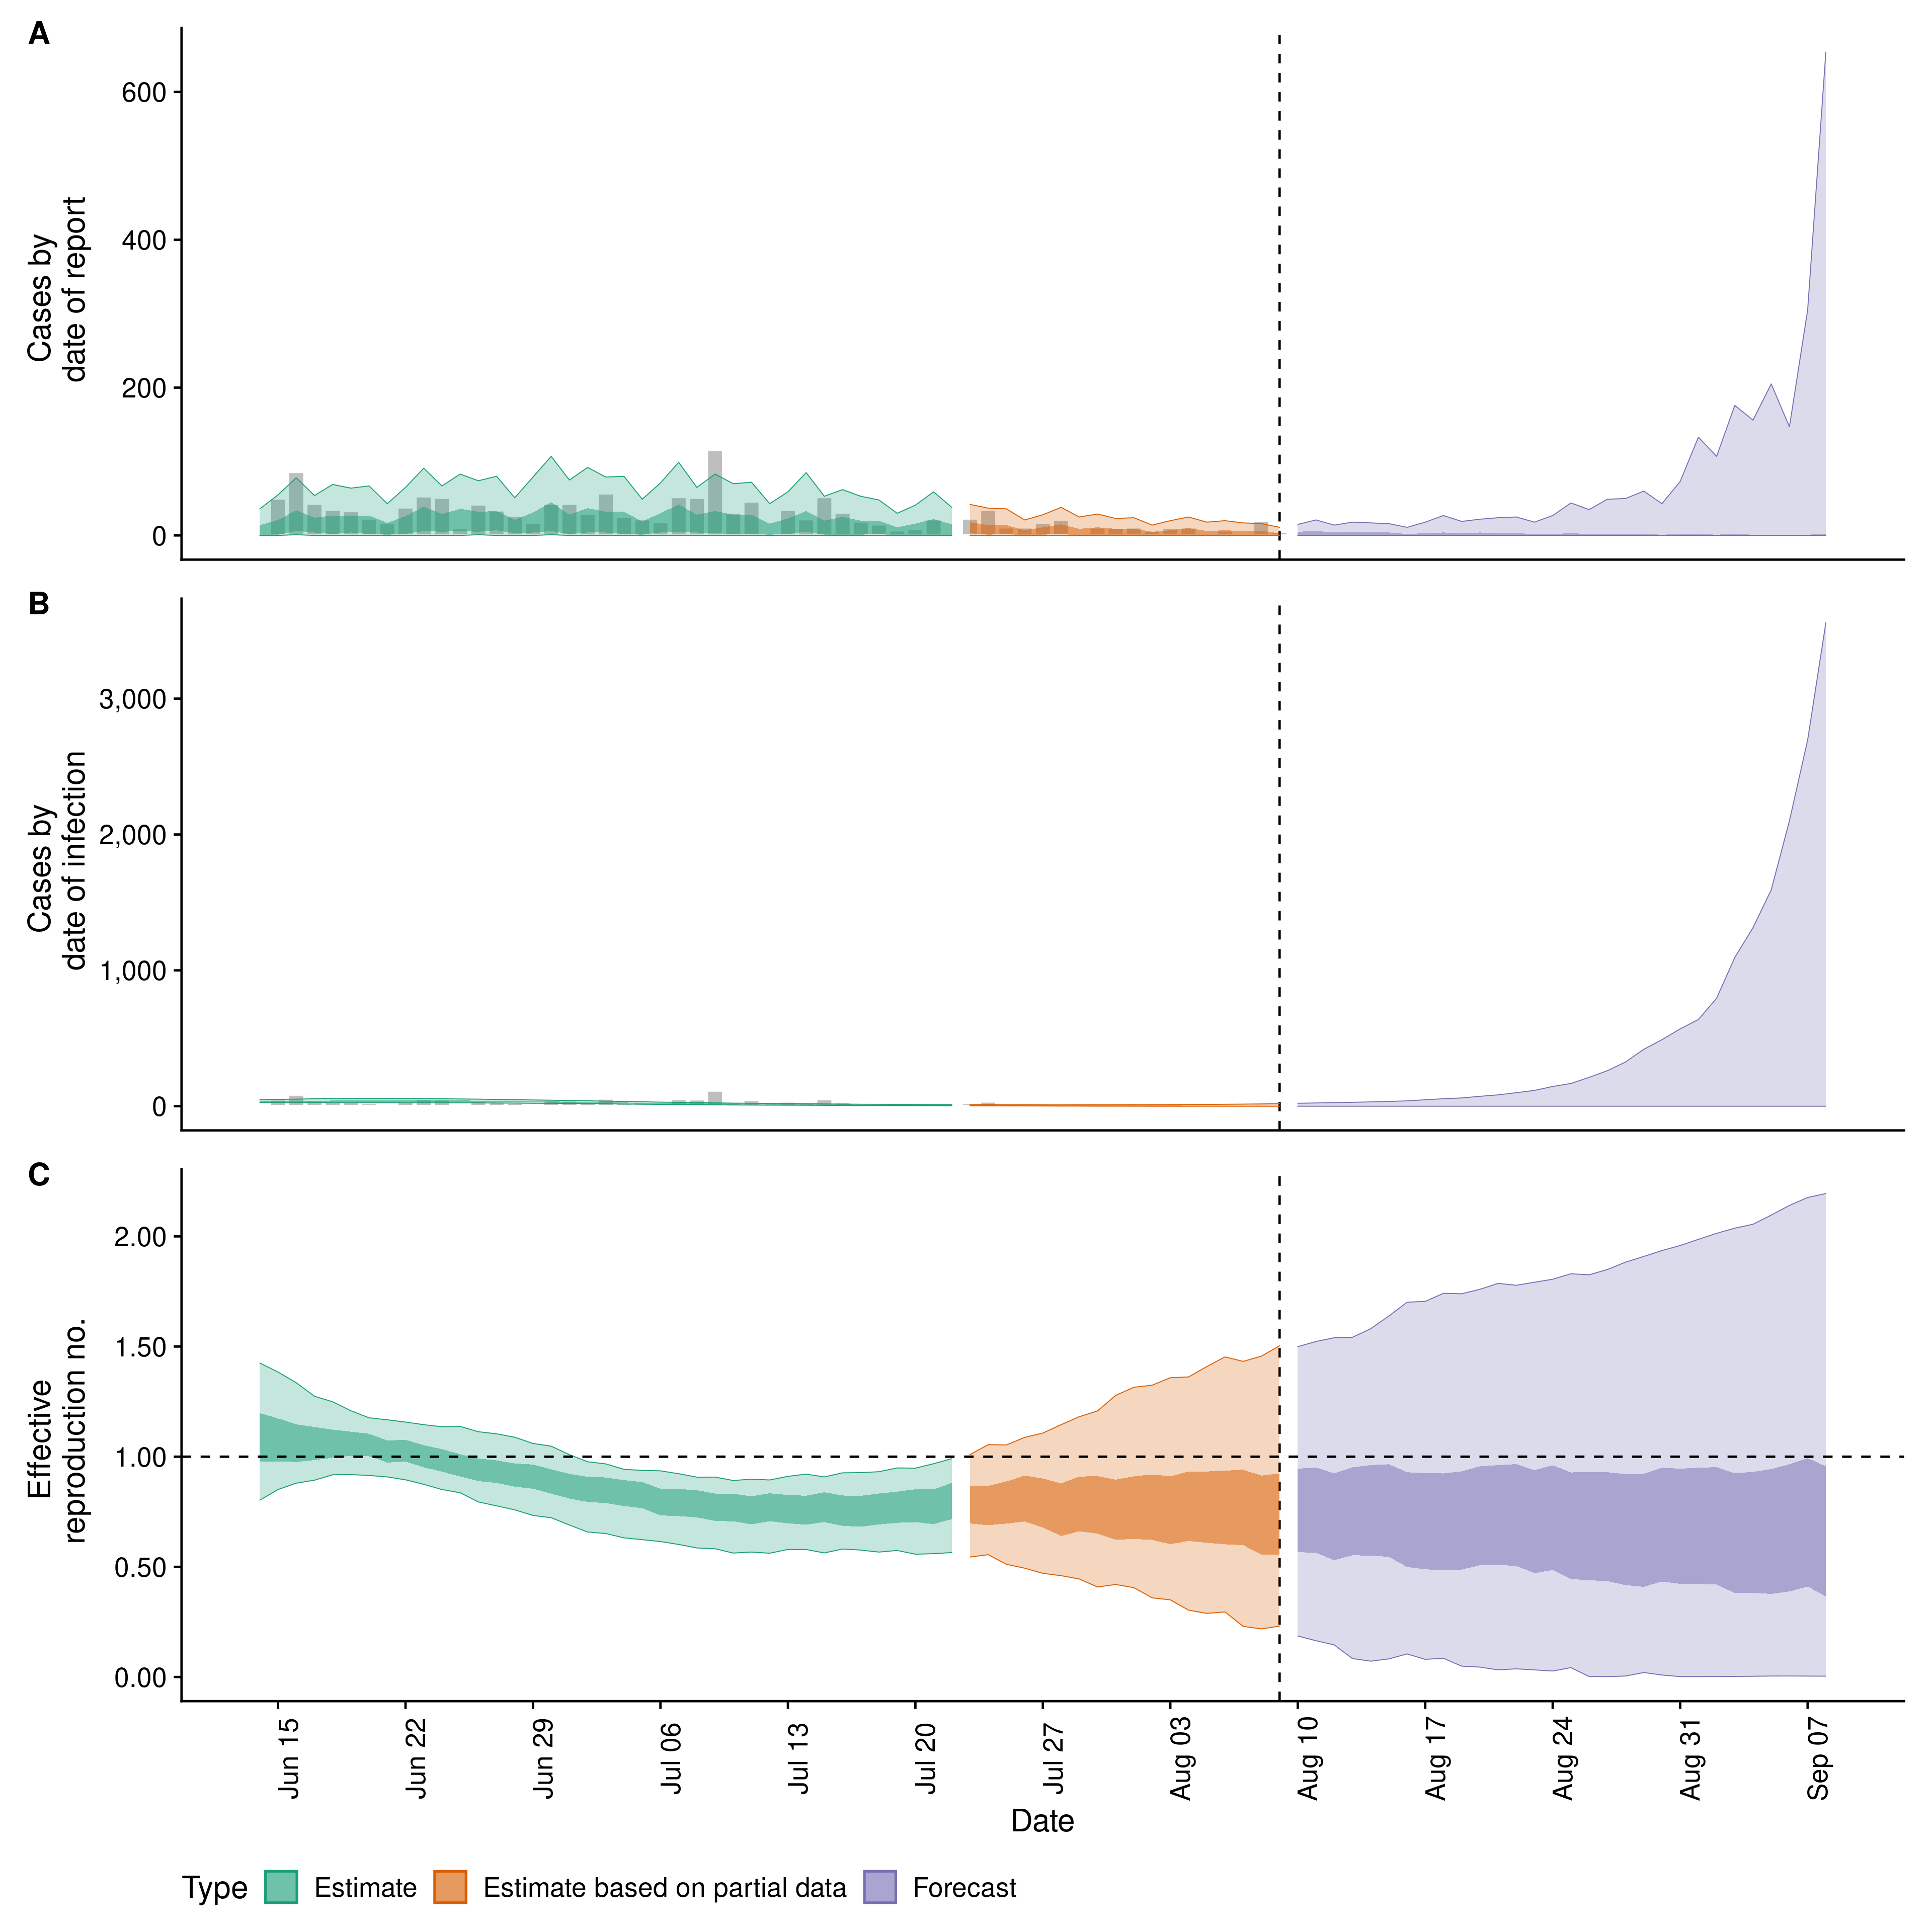 A
Cases by
date of report
600
400
200
0
B
Cases by
date of infection
3,000
2,000
1,000
0
C
Effective
reproduction no.
2.00
1.50
1.00
0.50
0.00
Jun 15
Jun 22
Jun 29
Jul 06
Jul 13
Jul 20
Jul 27
Aug 03
Aug 10
Aug 17
Aug 24
Aug 31
Sep 07
Date
Type Estimate Estimate based on partial data Forecast